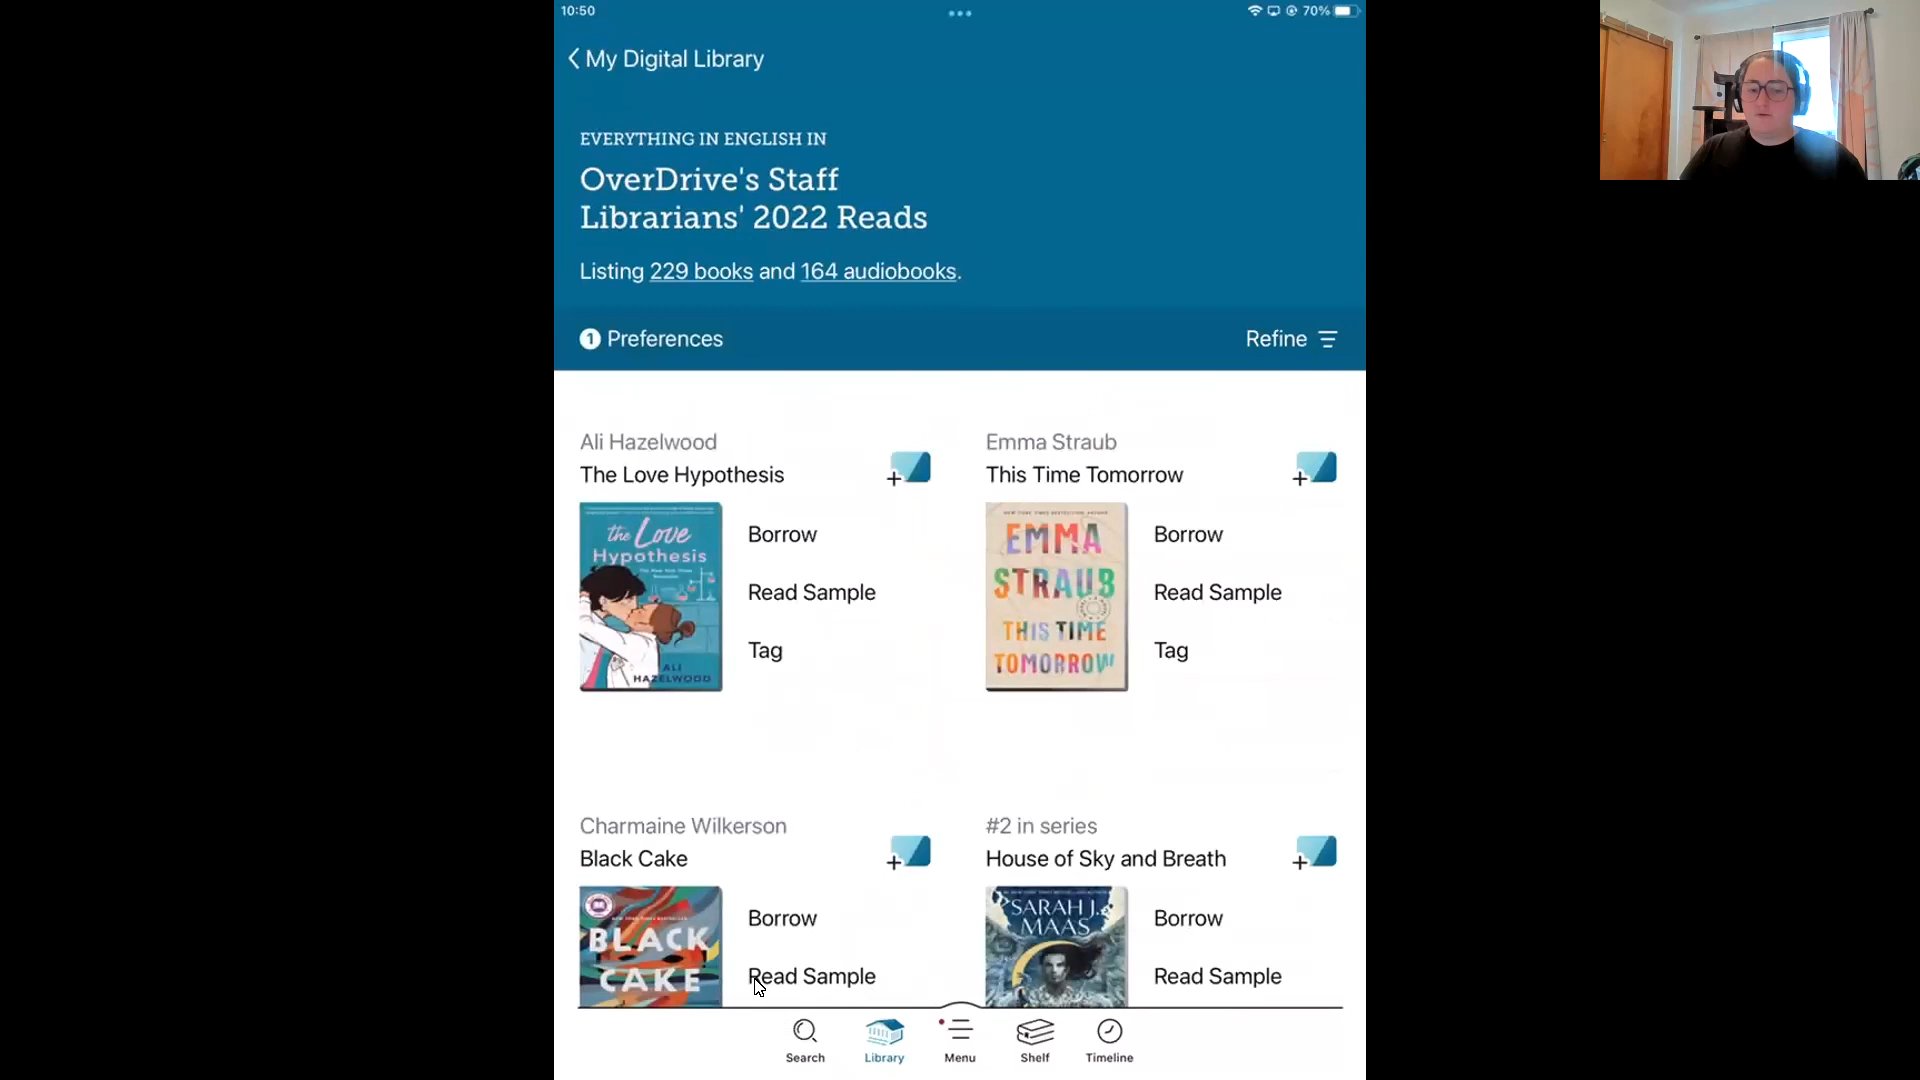 10:50
70%
My Digital Library
EVERYTHING IN ENGLISH IN
OverDrive's Staff
Librarians' 2022 Reads
Listing 229 books and 164 audiobooks.
1 Preferences
Refine
Ali Hazelwood
The Love Hypothesis
the Love
Hypothesis
ALI
HAZELWOOD
Borrow
Read Sample
Tag
Emma Straub
This Time Tomorrow
EMMA
STRAUB
THIS TIME
TOMORROW
Borrow
Read Sample
Tag
Charmaine Wilkerson
Black Cake
BLACK
CAKE
Borrow
Read Sample
#2 in series
House of Sky and Breath
SARAH J.
MAAS
Borrow
Read Sample
Search
Library
Menu
Shelf
Timeline